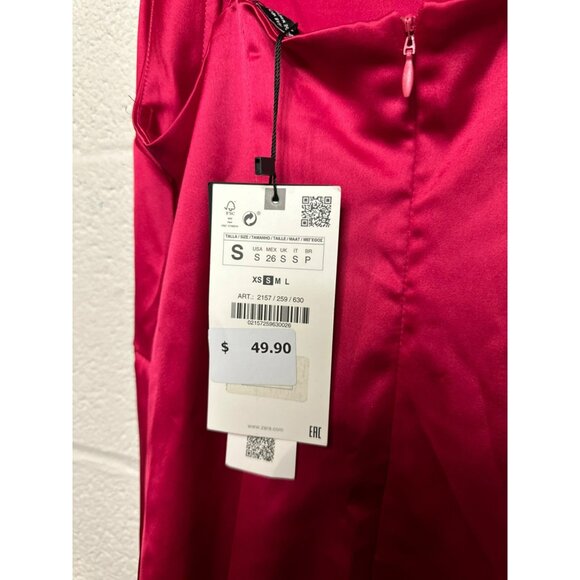 FSC
TALLA / SIZE / TAMANHO / TAILLE / MAAT / ΜΕΓΕΘΟΣ
S USA MEX UK IT BR
S 26 S S P
XS S M L
ART.: 2157 / 259 / 630
02157259630026
$ 49.90
www.zara.com
EAC